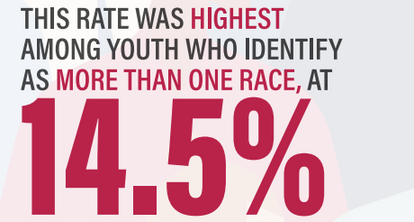 THIS RATE WAS HIGHEST
AMONG YOUTH WHO IDENTIFY
AS MORE THAN ONE RACE, AT
14.5%